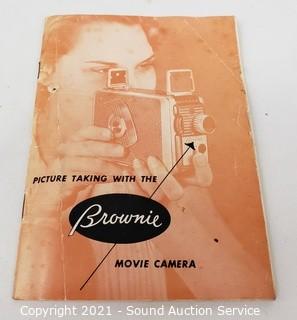 PICTURE TAKING WITH THE
Brownie
MOVIE CAMERA
Copyright 2021 - Sound Auction Service